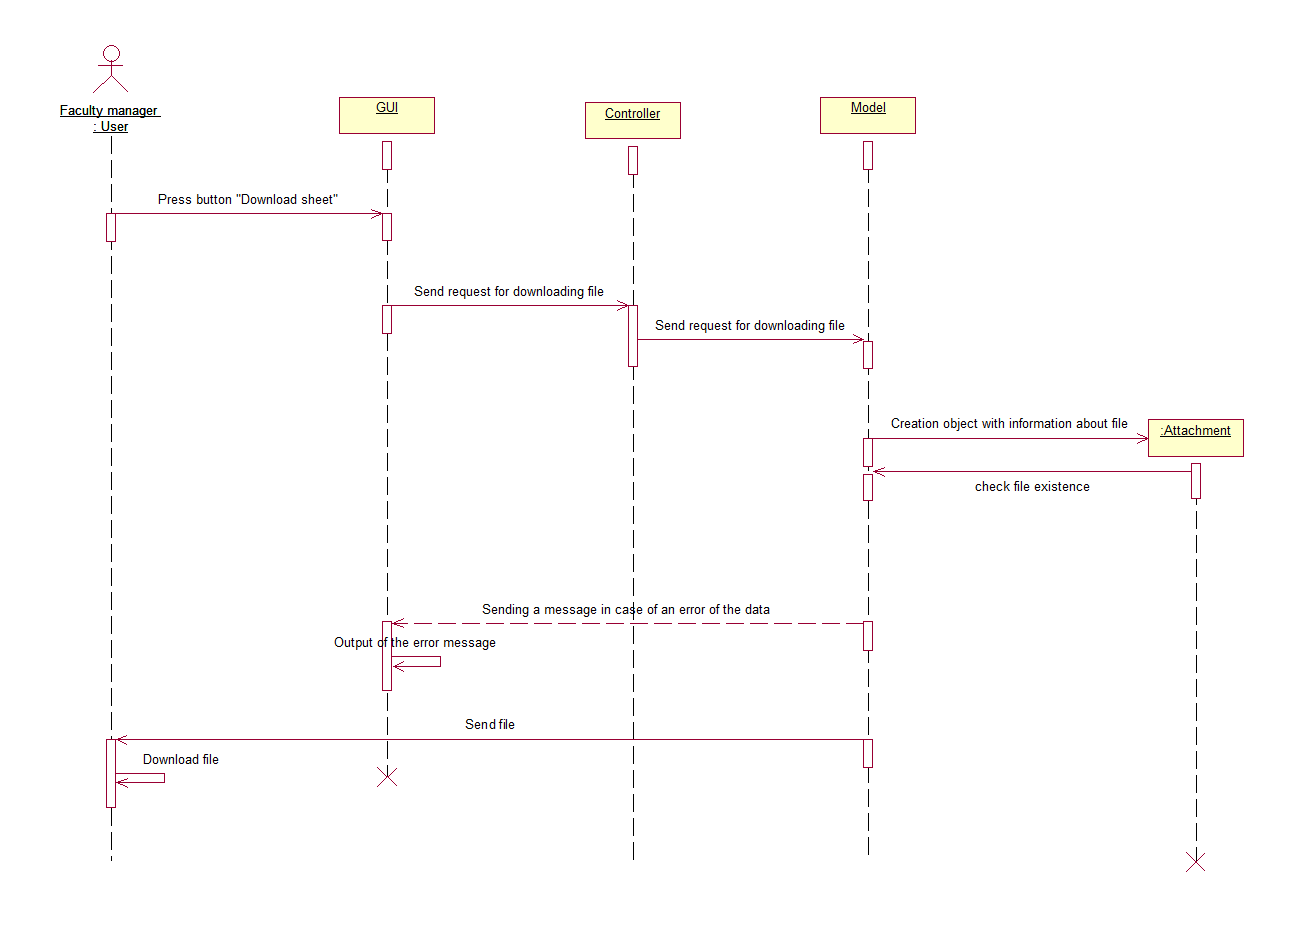 Faculty manager
: User
GUI
Controller
Model
Press button "Download sheet"
Send request for downloading file
Send request for downloading file
Creation object with information about file
:Attachment
check file existence
Sending a message in case of an error of the data
Output of the error message
Send file
Download file